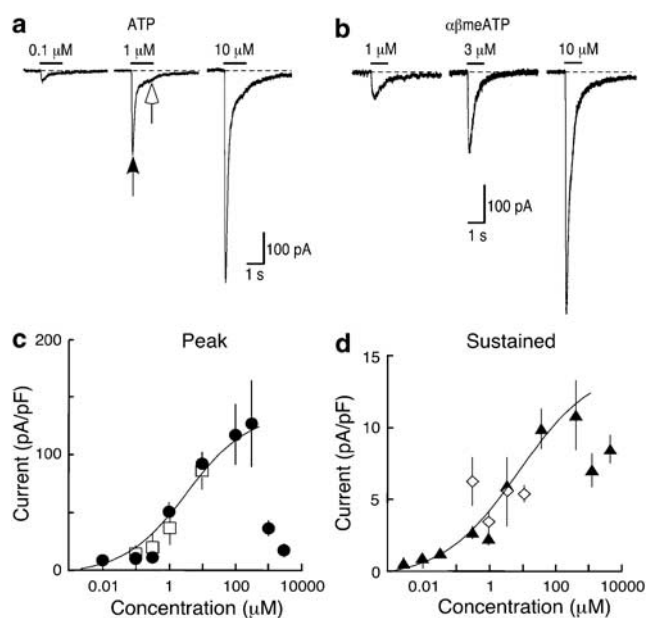 a
ATP
0.1 μM
1 μM
10 μM
100 pA
1 s
b
αβmeATP
1 μM
3 μM
10 μM
100 pA
1 s
c
Peak
Current (pA/pF)
200
100
0
0.01
1
100
10000
Concentration (μM)
d
Sustained
Current (pA/pF)
15
10
5
0
0.01
1
100
10000
Concentration (μM)